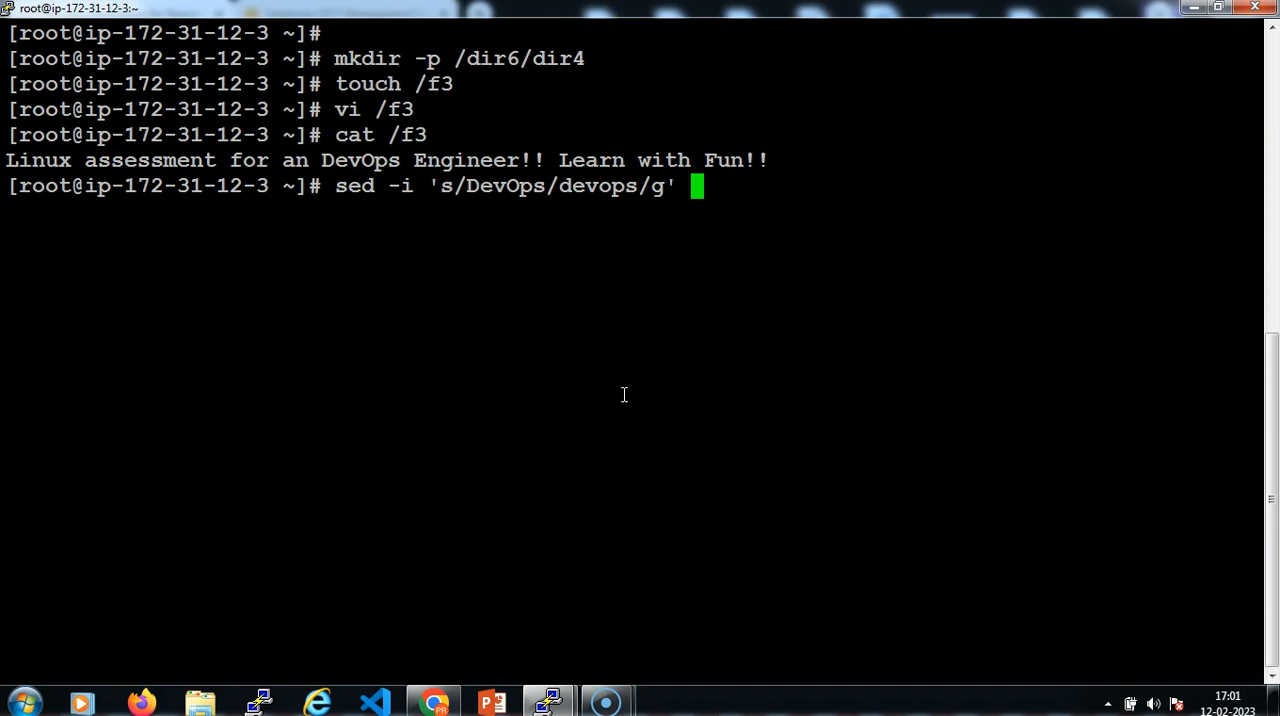 root@ip-172-31-12-3:~
[root@ip-172-31-12-3 ~]#
[root@ip-172-31-12-3 ~]# mkdir -p /dir6/dir4
[root@ip-172-31-12-3 ~]# touch /f3
[root@ip-172-31-12-3 ~]# vi /f3
[root@ip-172-31-12-3 ~]# cat /f3
Linux assessment for an DevOps Engineer!! Learn with Fun!!
[root@ip-172-31-12-3 ~]# sed -i 's/DevOps/devops/g'
PR
17:01
12-02-2023